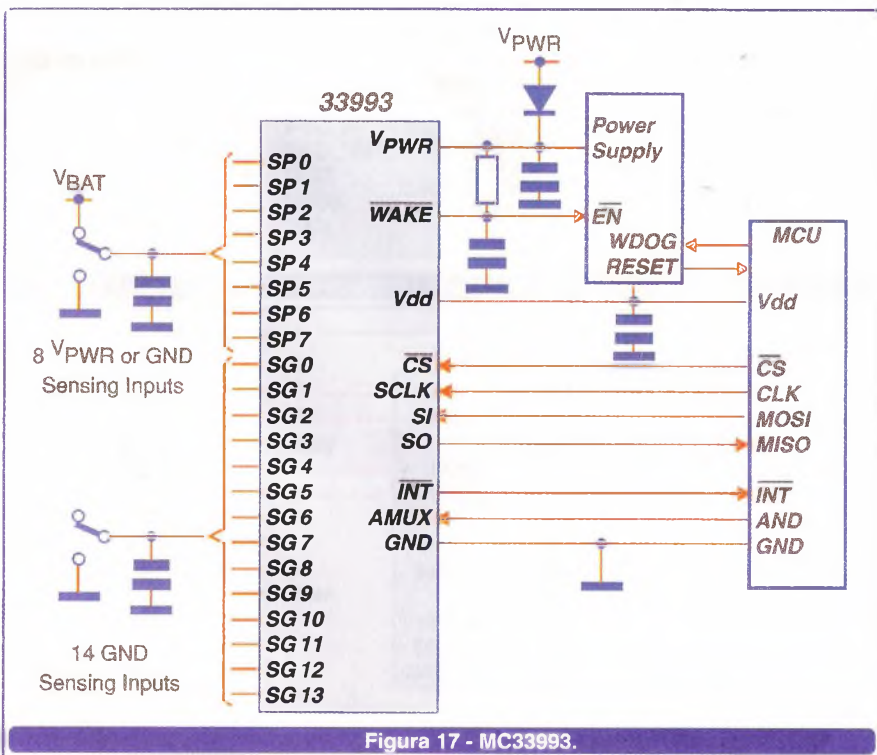 VPWR
33993
VPWR
WAKE
Vdd
CS
SCLK
SI
SO
INT
AMUX
GND
SP0
SP1
SP2
SP3
SP4
SP5
SP6
SP7
SG0
SG1
SG2
SG3
SG4
SG5
SG6
SG7
SG8
SG9
SG10
SG11
SG12
SG13
VBAT
8 VPWR or GND
Sensing Inputs
14 GND
Sensing Inputs
Power
Supply
EN
WDOG
RESET
MCU
Vdd
CS
CLK
MOSI
MISO
INT
AND
GND
Figura 17 - MC33993.